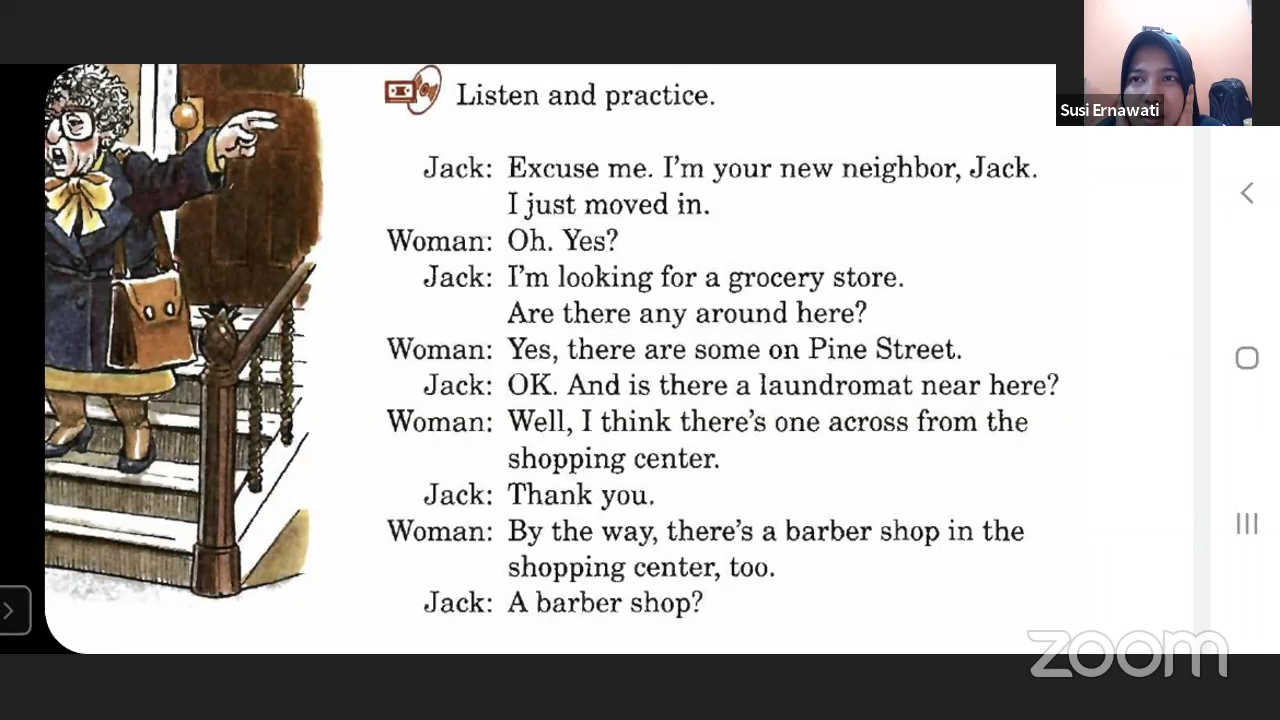 Listen and practice.
Susi Ernawati
Jack: Excuse me. I'm your new neighbor, Jack.
I just moved in.
Woman: Oh. Yes?
Jack: I'm looking for a grocery store.
Are there any around here?
Woman: Yes, there are some on Pine Street.
Jack: OK. And is there a laundromat near here?
Woman: Well, I think there's one across from the
shopping center.
Jack: Thank you.
Woman: By the way, there's a barber shop in the
shopping center, too.
Jack: A barber shop?
zoom